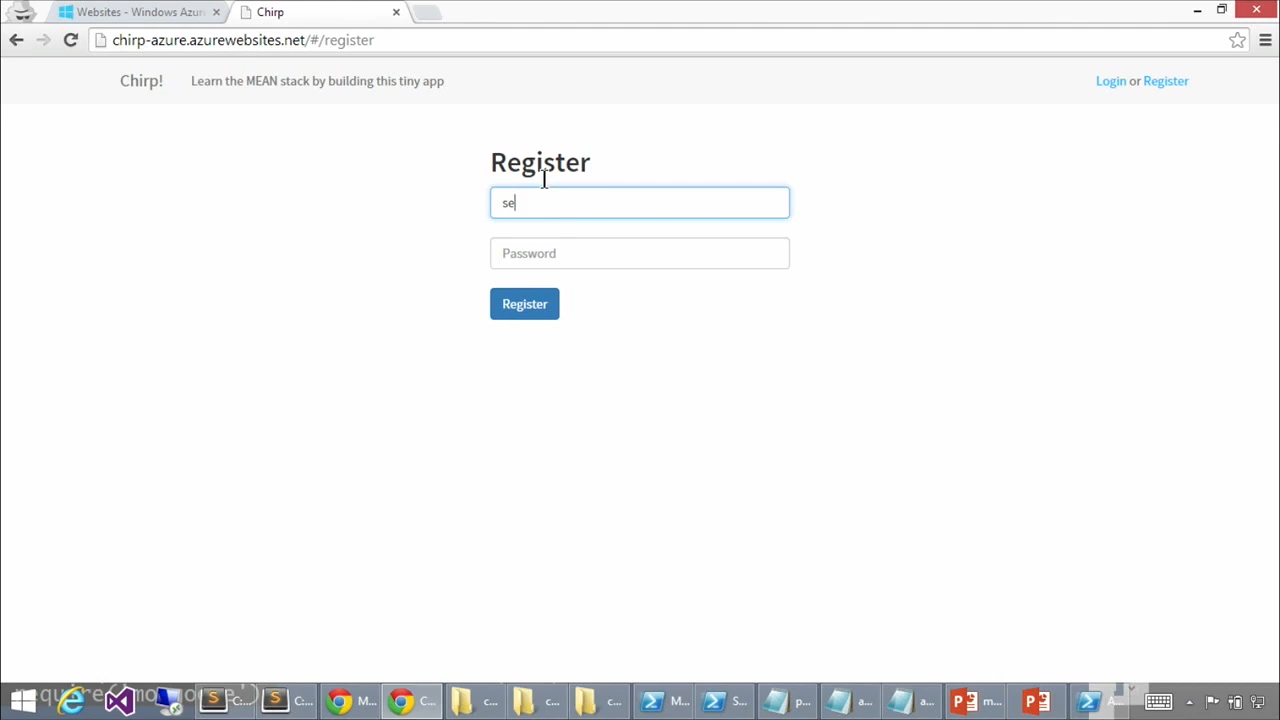 Websites - Windows Azur
Chirp
chirp-azure.azurewebsites.net/#/register
Chirp!
Learn the MEAN stack by building this tiny app
Login or Register
Register
se
Password
Register
C... C... M... C... c... c... c... M... S... p... a... a... m...